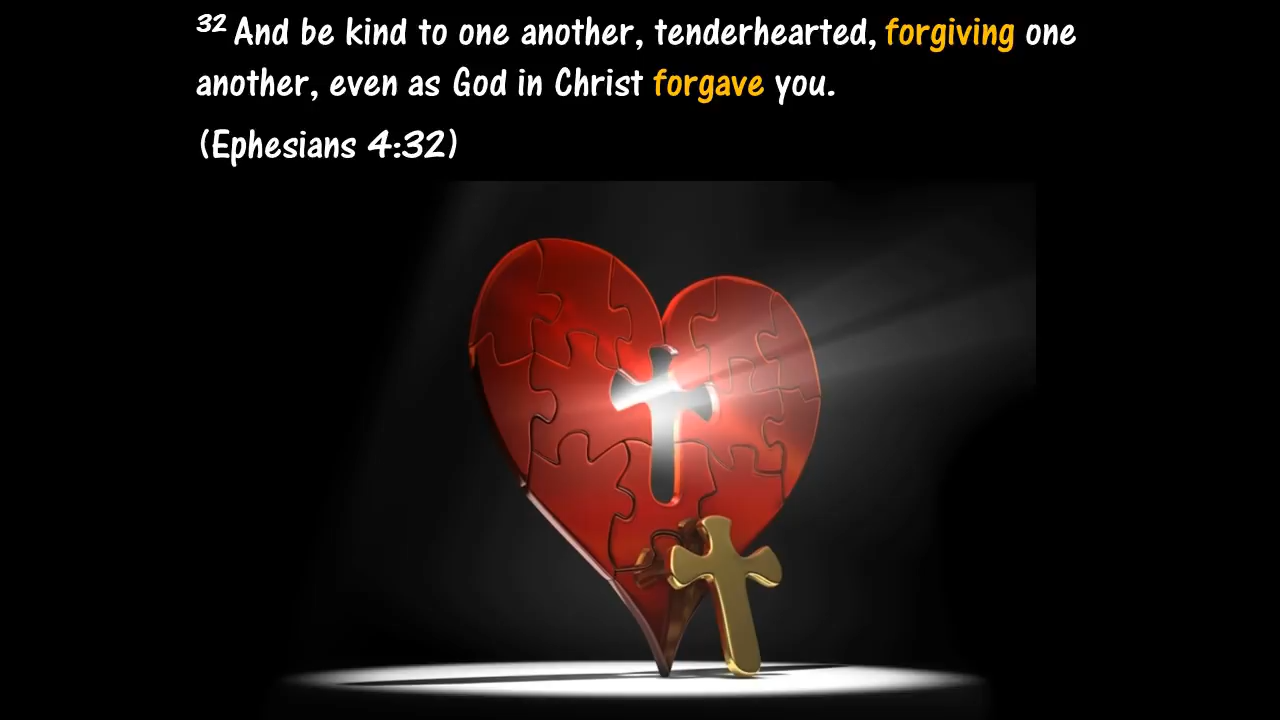 ³² And be kind to one another, tenderhearted, forgiving one
another, even as God in Christ forgave you.
(Ephesians 4:32)